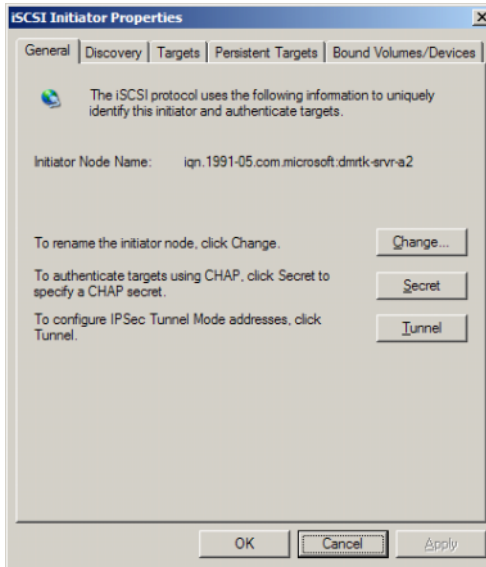 iSCSI Initiator Properties
General Discovery Targets Persistent Targets Bound Volumes/Devices
The iSCSI protocol uses the following information to uniquely
identify this initiator and authenticate targets.
Initiator Node Name: iqn.1991-05.com.microsoft:dmrtk-srvr-a2
To rename the initiator node, click Change.
Change...
To authenticate targets using CHAP, click Secret to
specify a CHAP secret.
Secret
To configure IPSec Tunnel Mode addresses, click
Tunnel.
Tunnel
OK Cancel Apply